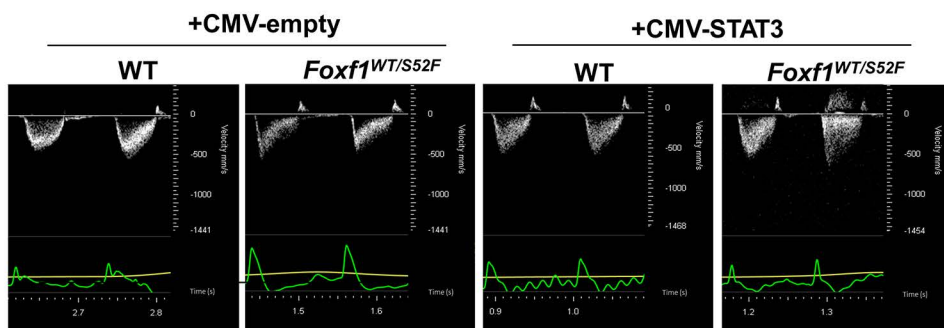 +CMV-empty +CMV-STAT3
WT Foxf1WT/S52F WT Foxf1WT/S52F
0 0 0 0
Velocity mm/s Velocity mm/s Velocity mm/s Velocity mm/s
-500 -500 -500 -500
-1000 -1000 -1000 -1000
-1441 -1441 -1468 -1454
Time (s) Time (s) Time (s) Time (s)
2.7 2.8 1.5 1.6 0.9 1.0 1.2 1.3